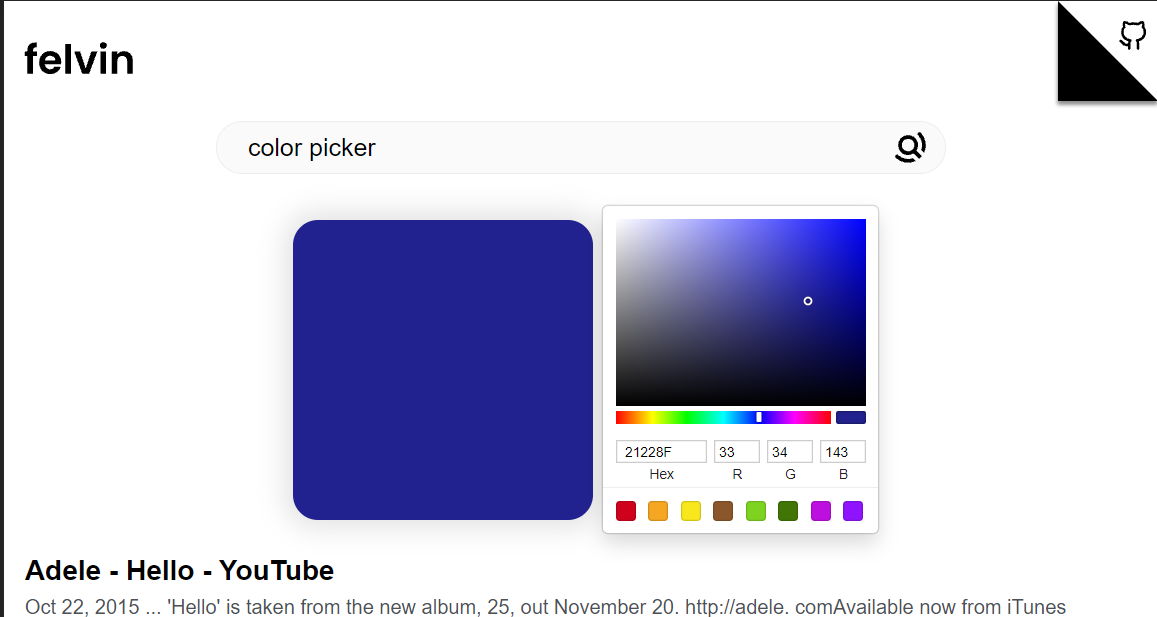 felvin
color picker
21228F 33 34 143
Hex R G B
Adele - Hello - YouTube
Oct 22, 2015 ... 'Hello' is taken from the new album, 25, out November 20. http://adele. comAvailable now from iTunes